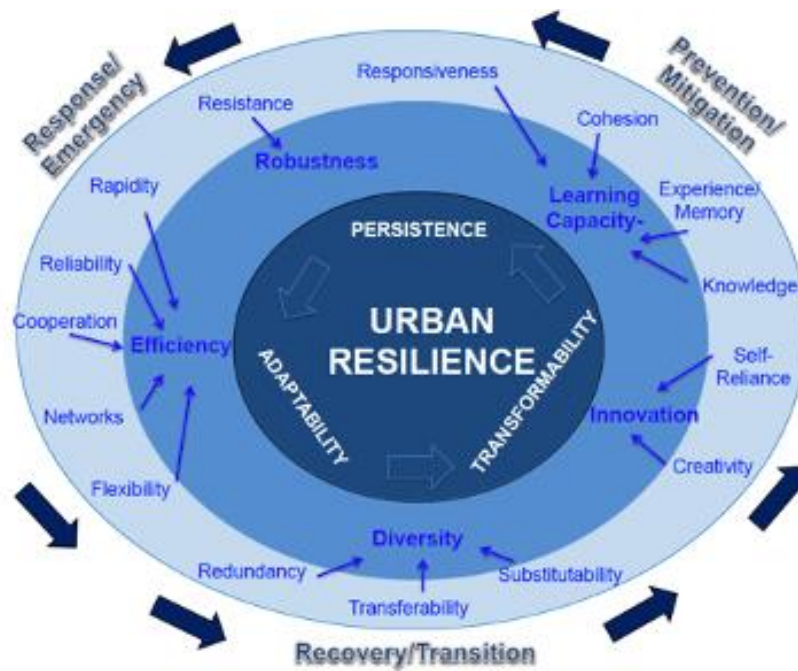 Response/
Emergency
Prevention/
Mitigation
Responsiveness
Resistance
Cohesion
Robustness
Rapidity
Learning
Capacity-
Experience/
Memory
PERSISTENCE
Reliability
Knowledge
Cooperation
Efficiency
URBAN
RESILIENCE
ADAPTABILITY
TRANSFORMABILITY
Self-
Reliance
Networks
Innovation
Flexibility
Creativity
Diversity
Redundancy
Substitutability
Transferability
Recovery/Transition